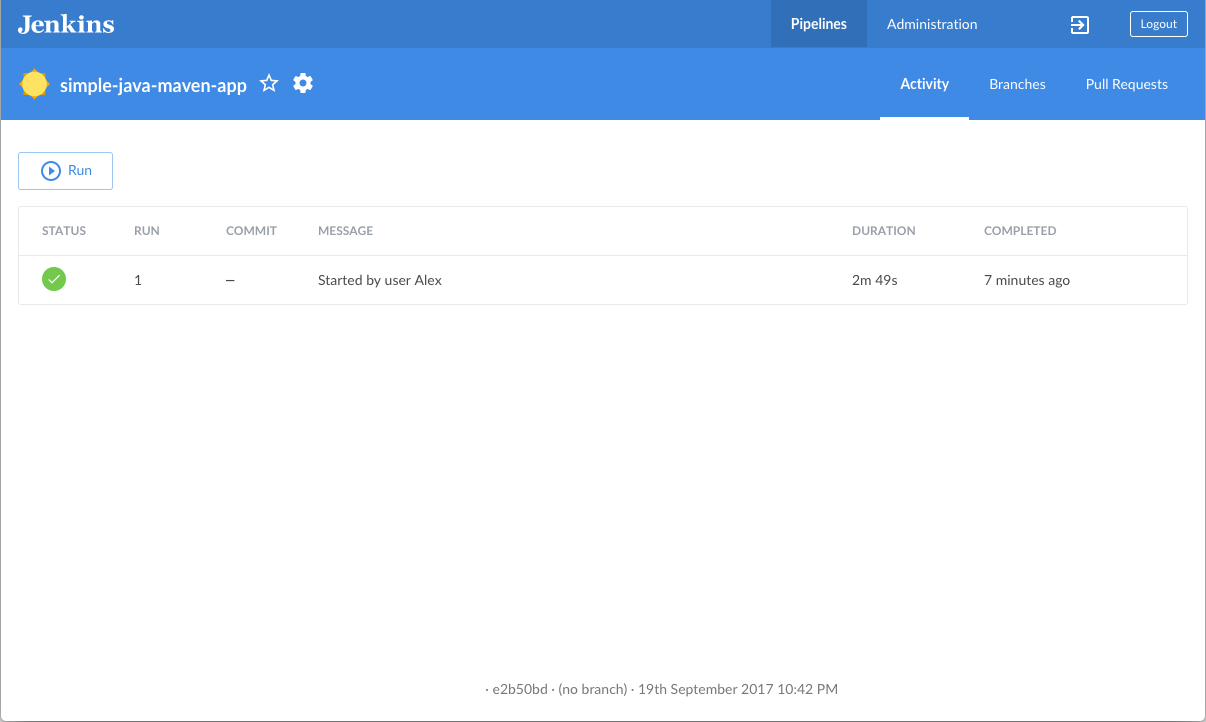 Jenkins Pipelines Administration Logout
simple-java-maven-app Activity Branches Pull Requests
Run
STATUS RUN COMMIT MESSAGE DURATION COMPLETED
1 — Started by user Alex 2m 49s 7 minutes ago
· e2b50bd · (no branch) · 19th September 2017 10:42 PM